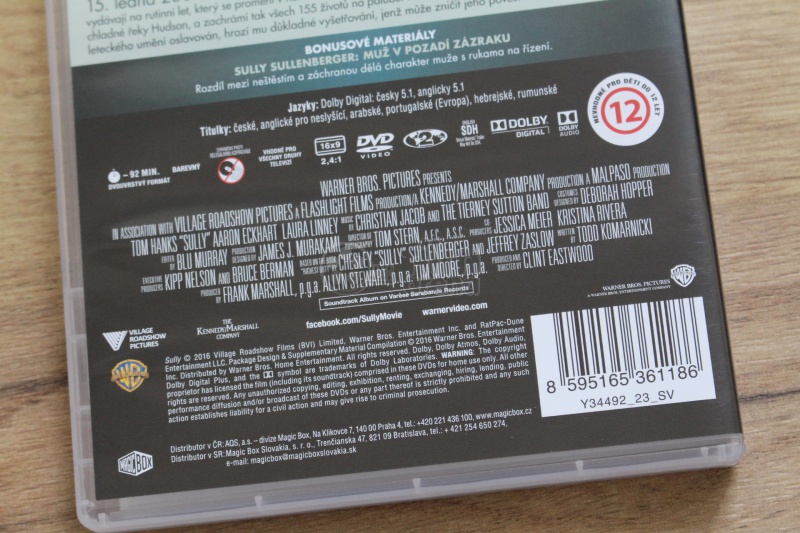 15. ledna
vydávají na rutinní let, který se promění v
chladné řeky Hudson, a zachrání tak všech 155 životů na palubě
leteckého umění oslavován, hrozí mu důkladné vyšetřování, jenž může zničit jeho
BONUSOVÉ MATERIÁLY
SULLY SULLENBERGER: MUŽ V POZADÍ ZÁZRAKU
Rozdíl mezi neštěstím a záchranou dělá charakter muže s rukama na řízení.
Jazyky: Dolby Digital: česky 5.1, anglicky 5.1
Titulky: české, anglické pro neslyšící, arabské, portugalské (Evropa), hebrejské, rumunské
NEVHODNÉ PRO DĚTI DO 12 LET
12
~ 92 MIN.
DVOUVRSTVÝ FORMÁT
BAREVNÝ
VHODNÉ PRO
VŠECHNY DRUHY
TELEVIZÍ
16x9
2,4:1
DVD
VIDEO
2
SDH
DOLBY
DIGITAL
DOLBY
AUDIO
WARNER BROS. PICTURES PRESENTS
IN ASSOCIATION WITH VILLAGE ROADSHOW PICTURES A FLASHLIGHT FILMS PRODUCTION/A KENNEDY/MARSHALL COMPANY PRODUCTION A MALPASO PRODUCTION
TOM HANKS "SULLY" AARON ECKHART LAURA LINNEY MUSIC BY CHRISTIAN JACOB AND THE TIERNEY SUTTON BAND COSTUMES DESIGNED BY DEBORAH HOPPER
EDITED BY BLU MURRAY PRODUCTION DESIGNER JAMES J. MURAKAMI DIRECTOR OF PHOTOGRAPHY TOM STERN, A.F.C., A.S.C. CO PRODUCERS JESSICA MEIER, KRISTINA RIVERA
EXECUTIVE PRODUCERS KIPP NELSON AND BRUCE BERMAN BASED ON THE BOOK "HIGHEST DUTY" BY CHESLEY "SULLY" SULLENBERGER AND JEFFREY ZASLOW WRITTEN BY TODD KOMARNICKI
PRODUCED BY FRANK MARSHALL, p.g.a. ALLYN STEWART, p.g.a. TIM MOORE, p.g.a. PRODUCED AND DIRECTED BY CLINT EASTWOOD
Soundtrack Album on Varèse Sarabande Records
VILLAGE
ROADSHOW
PICTURES
THE
KENNEDY/MARSHALL
COMPANY
facebook.com/SullyMovie
warnervideo.com
WARNER BROS. PICTURES
A WARNER BROS. ENTERTAINMENT COMPANY
Sully © 2016 Village Roadshow Films (BVI) Limited, Warner Bros. Entertainment Inc. and RatPac-Dune
Entertainment LLC. Package Design & Supplementary Material Compilation © 2016 Warner Bros. Entertainment
Inc. Distributed by Warner Bros. Home Entertainment. All rights reserved. Dolby, Dolby Atmos, Dolby Audio,
Dolby Digital Plus, and the symbol are trademarks of Dolby Laboratories. WARNING: The copyright
proprietor has licensed the film (including its soundtrack) comprised in these DVDs for home use only. All other
rights are reserved. Any unauthorized copying, editing, exhibition, renting, exchanging, hiring, lending, public
performance diffusion and/or broadcast of these DVDs or any part thereof is strictly prohibited and any such
action establishes liability for a civil action and may give rise to criminal prosecution.
8 595165 361186
Y34492_23_SV
MAGIC BOX
Distributor v ČR: AQS, a.s. – divize Magic Box, Na Klikovce 7, 140 00 Praha 4, tel.: +420 221 436 100, www.magicbox.cz
Distributor v SR: Magic Box Slovakia, s. r. o., Trenčianska 47, 821 09 Bratislava, tel.: +421 254 650 274,
e-mail: magicbox@magicboxslovakia.sk